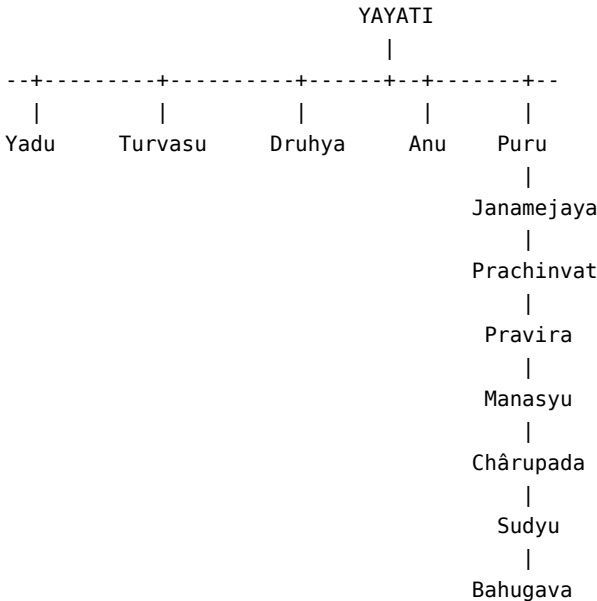 YAYATI
|
--+---------+----------+------+--+-------+--
| | | | |
Yadu Turvasu Druhya Anu Puru
|
Janamejaya
|
Prachinvat
|
Pravira
|
Manasyu
|
Chârupada
|
Sudyu
|
Bahugava